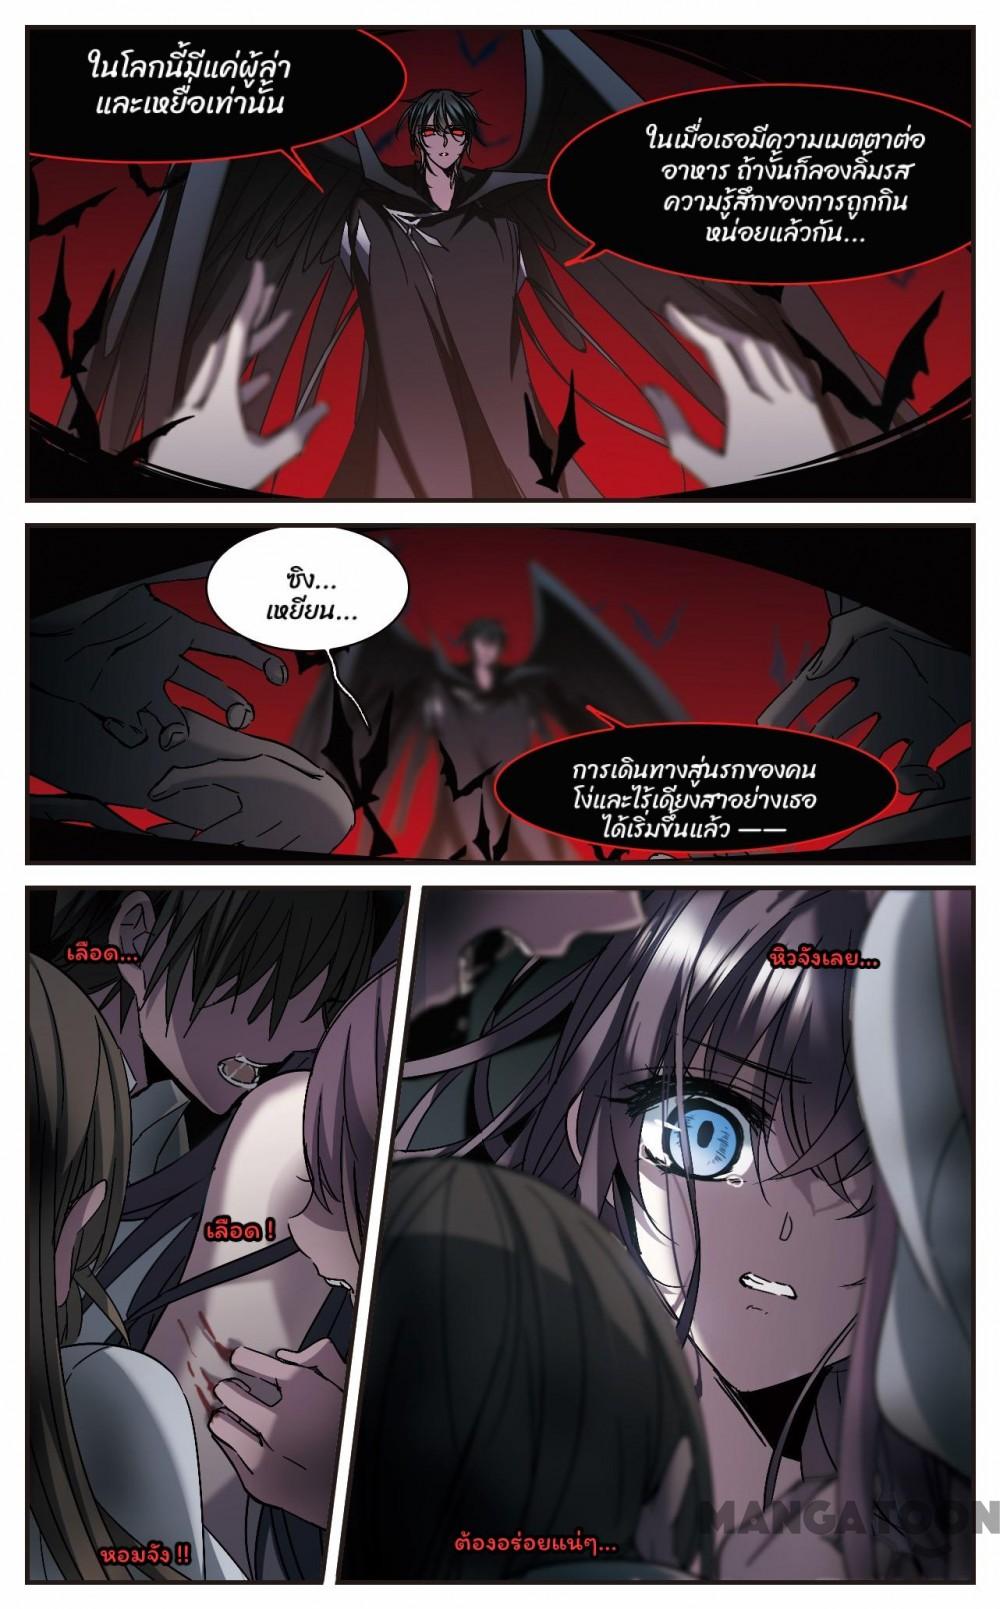 ในโลกนี้มีแค่ผู้ล่า
และเหยื่อเท่านั้น
ในเมื่อเธอมีความเมตตาต่อ
อาหาร ถ้างั้นก็ลองลิ้มรส
ความรู้สึกของการถูกกิน
หน่อยแล้วกัน...
ซิง...
เหยียน...
การเดินทางสู่นรกของคน
โง่และไร้เดียงสาอย่างเธอ
ได้เริ่มขึ้นแล้ว ——
เลือด...
หิวจังเลย...
เลือด !
หอมจัง !!
ต้องอร่อยแน่ๆ...
MANGATOON